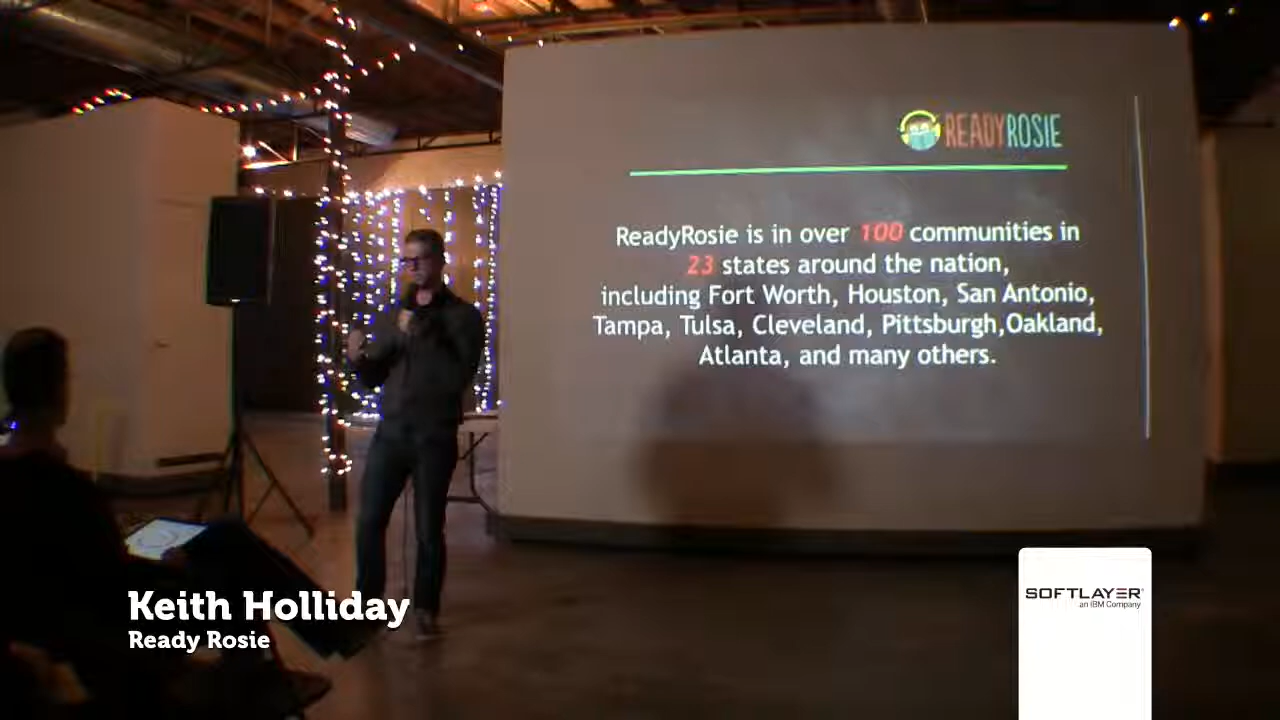 READYROSIE
ReadyRosie is in over 100 communities in
23 states around the nation,
including Fort Worth, Houston, San Antonio,
Tampa, Tulsa, Cleveland, Pittsburgh,Oakland,
Atlanta, and many others.
Keith Holliday
Ready Rosie
SOFTLAYER®
an IBM Company